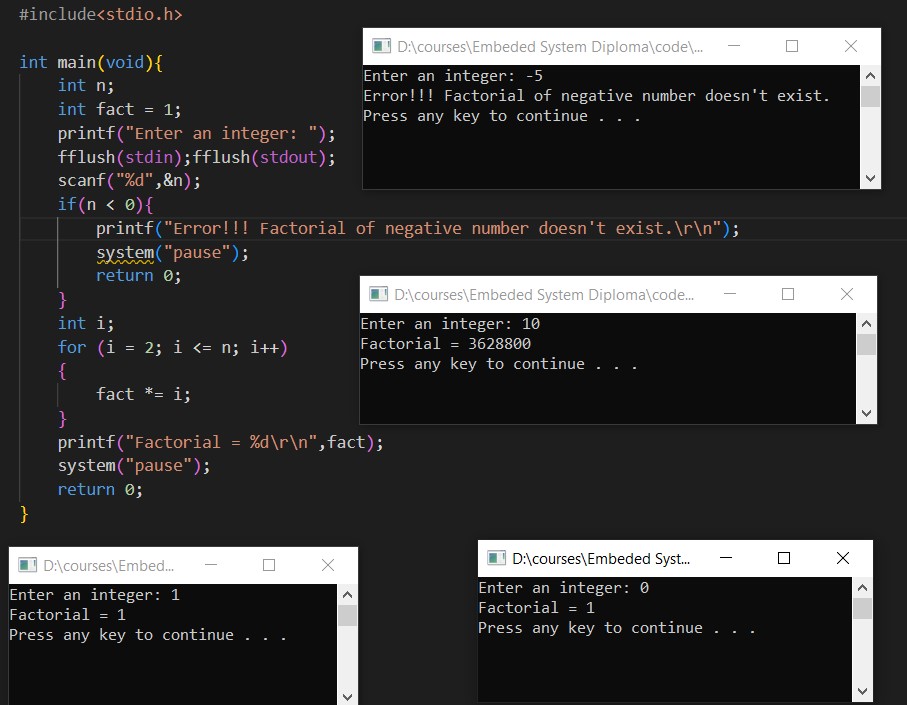 #include<stdio.h>
int main(void){
int n;
int fact = 1;
printf("Enter an integer: ");
fflush(stdin);fflush(stdout);
scanf("%d",&n);
if(n < 0){
printf("Error!!! Factorial of negative number doesn't exist.\r\n");
system("pause");
return 0;
}
int i;
for (i = 2; i <= n; i++)
{
fact *= i;
}
printf("Factorial = %d\r\n",fact);
system("pause");
return 0;
}
D:\courses\Embeded System Diploma\code\...
Enter an integer: -5
Error!!! Factorial of negative number doesn't exist.
Press any key to continue . . .
D:\courses\Embeded System Diploma\code...
Enter an integer: 10
Factorial = 3628800
Press any key to continue . . .
D:\courses\Embed...
Enter an integer: 1
Factorial = 1
Press any key to continue . . .
D:\courses\Embeded Syst...
Enter an integer: 0
Factorial = 1
Press any key to continue . . .